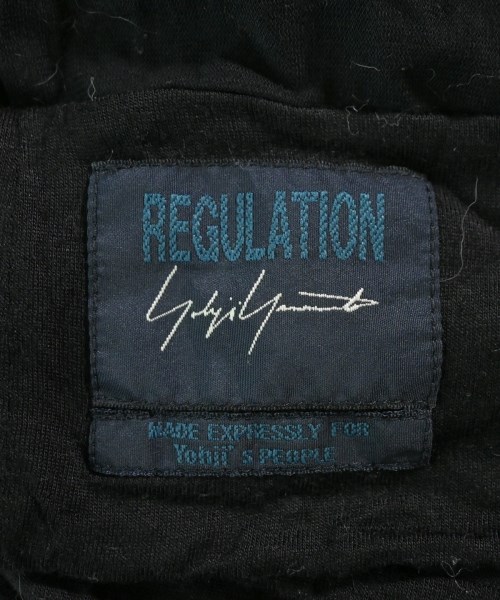 REGULATION
Yohji Yamamoto
MADE EXPRESSLY FOR
Yohji' S PEOPLE